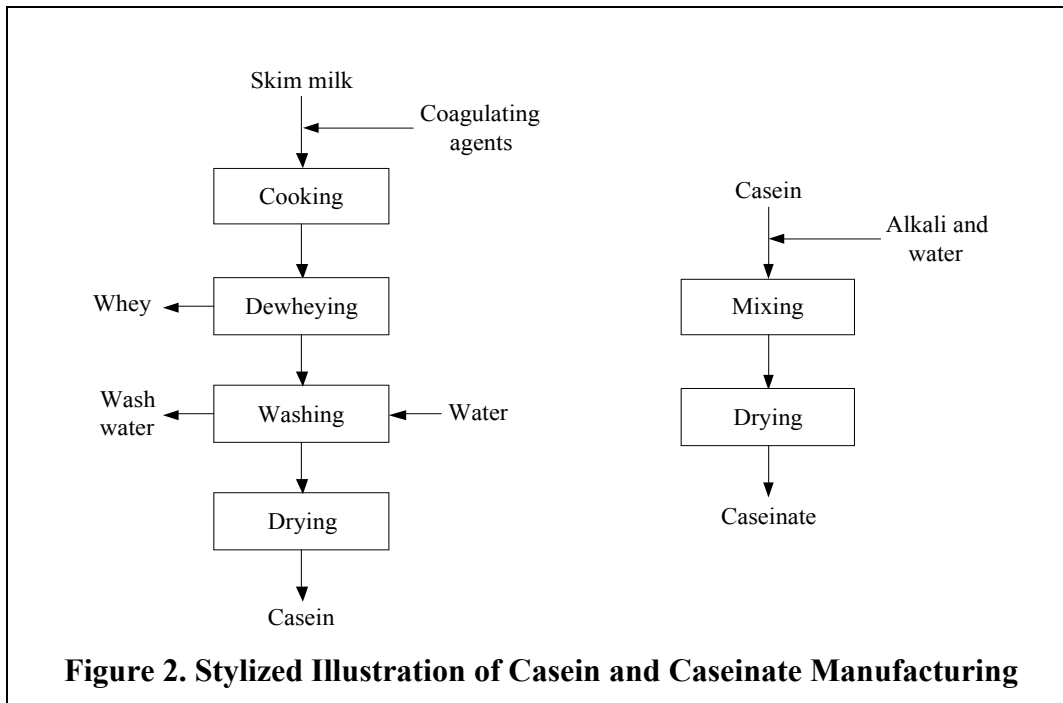 Skim milk
Coagulating
agents
Cooking
Whey
Dewheying
Wash
water
Washing
Water
Drying
Casein
Casein
Alkali and
water
Mixing
Drying
Caseinate
Figure 2. Stylized Illustration of Casein and Caseinate Manufacturing